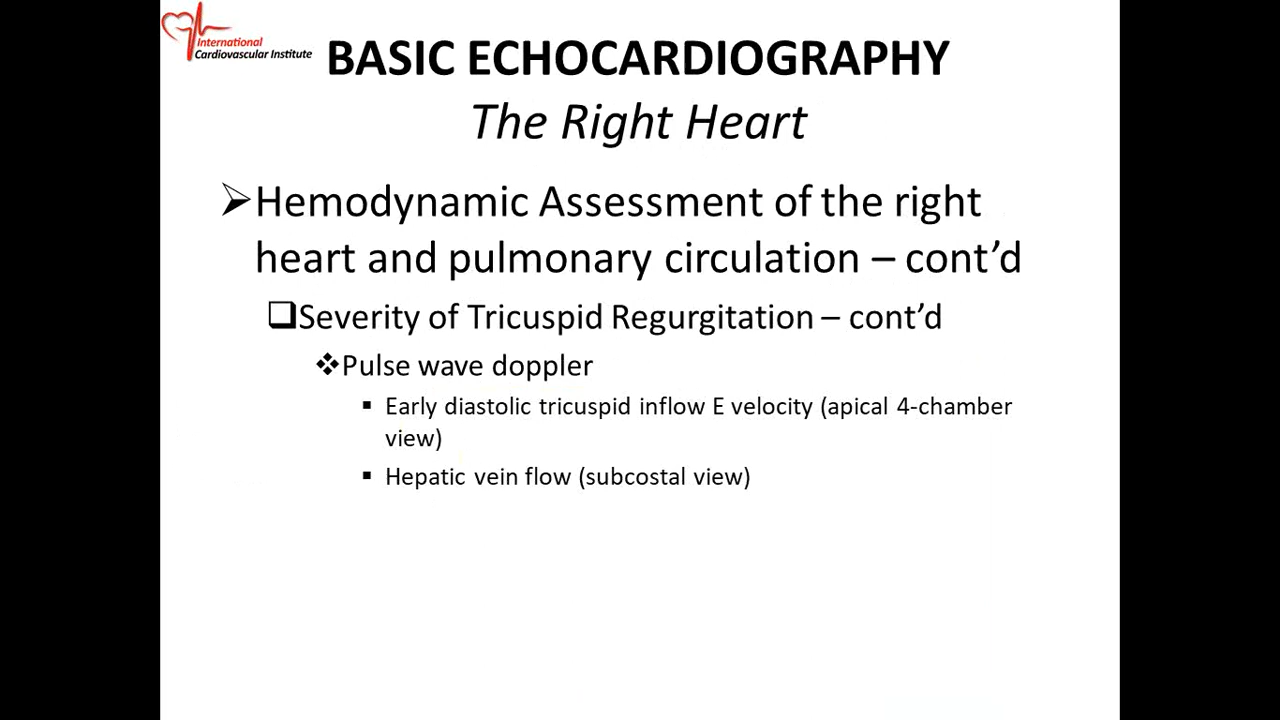 International
Cardiovascular Institute
BASIC ECHOCARDIOGRAPHY
The Right Heart
Hemodynamic Assessment of the right
heart and pulmonary circulation – cont’d
Severity of Tricuspid Regurgitation – cont’d
Pulse wave doppler
Early diastolic tricuspid inflow E velocity (apical 4-chamber
view)
Hepatic vein flow (subcostal view)